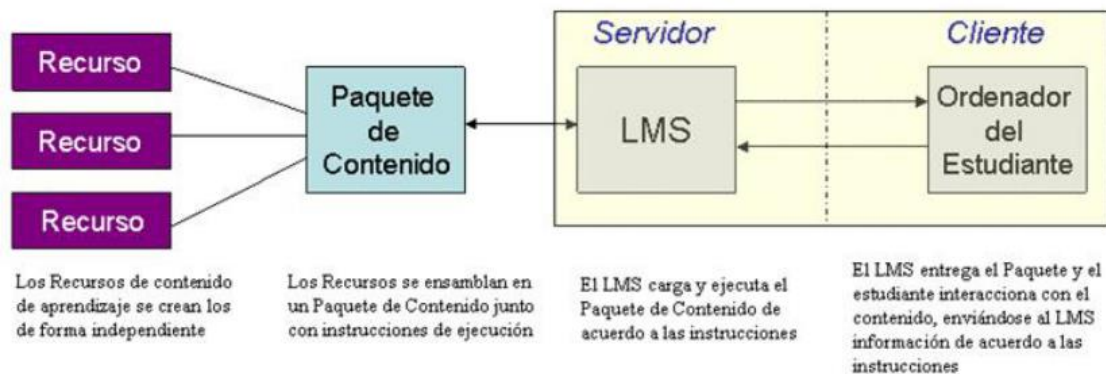 Servidor
Cliente
Recurso
Recurso
Recurso
Paquete
de
Contenido
LMS
Ordenador
del
Estudiante
Los Recursos de contenido
de aprendizaje se crean los
de forma independiente
Los Recursos se ensamblan en
un Paquete de Contenido junto
con instrucciones de ejecución
El LMS carga y ejecuta el
Paquete de Contenido de
acuerdo a las instrucciones
El LMS entrega el Paquete y el
estudiante interacciona con el
contenido, enviándose al LMS
información de acuerdo a las
instrucciones